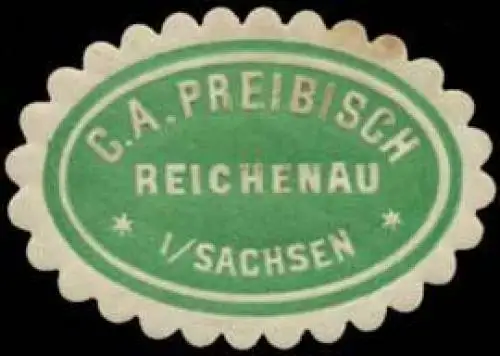 C.A. PREIBISCH
REICHENAU
* I/SACHSEN *